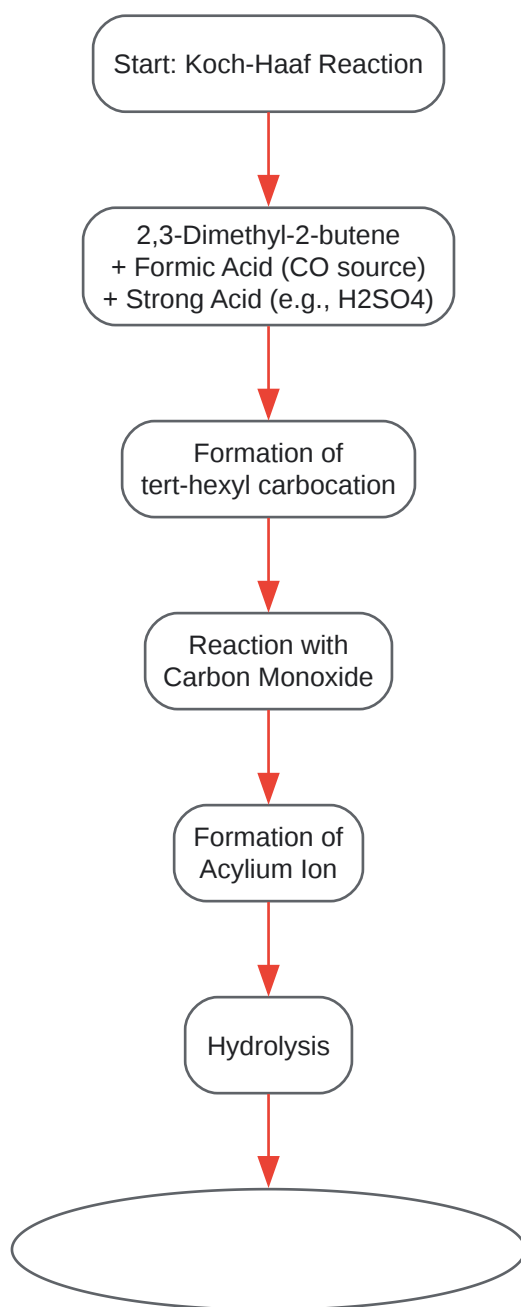 Start: Koch-Haaf Reaction
2,3-Dimethyl-2-butene
+ Formic Acid (CO source)
+ Strong Acid (e.g., H2SO4)
Formation of
tert-hexyl carbocation
Reaction with
Carbon Monoxide
Formation of
Acylium Ion
Hydrolysis